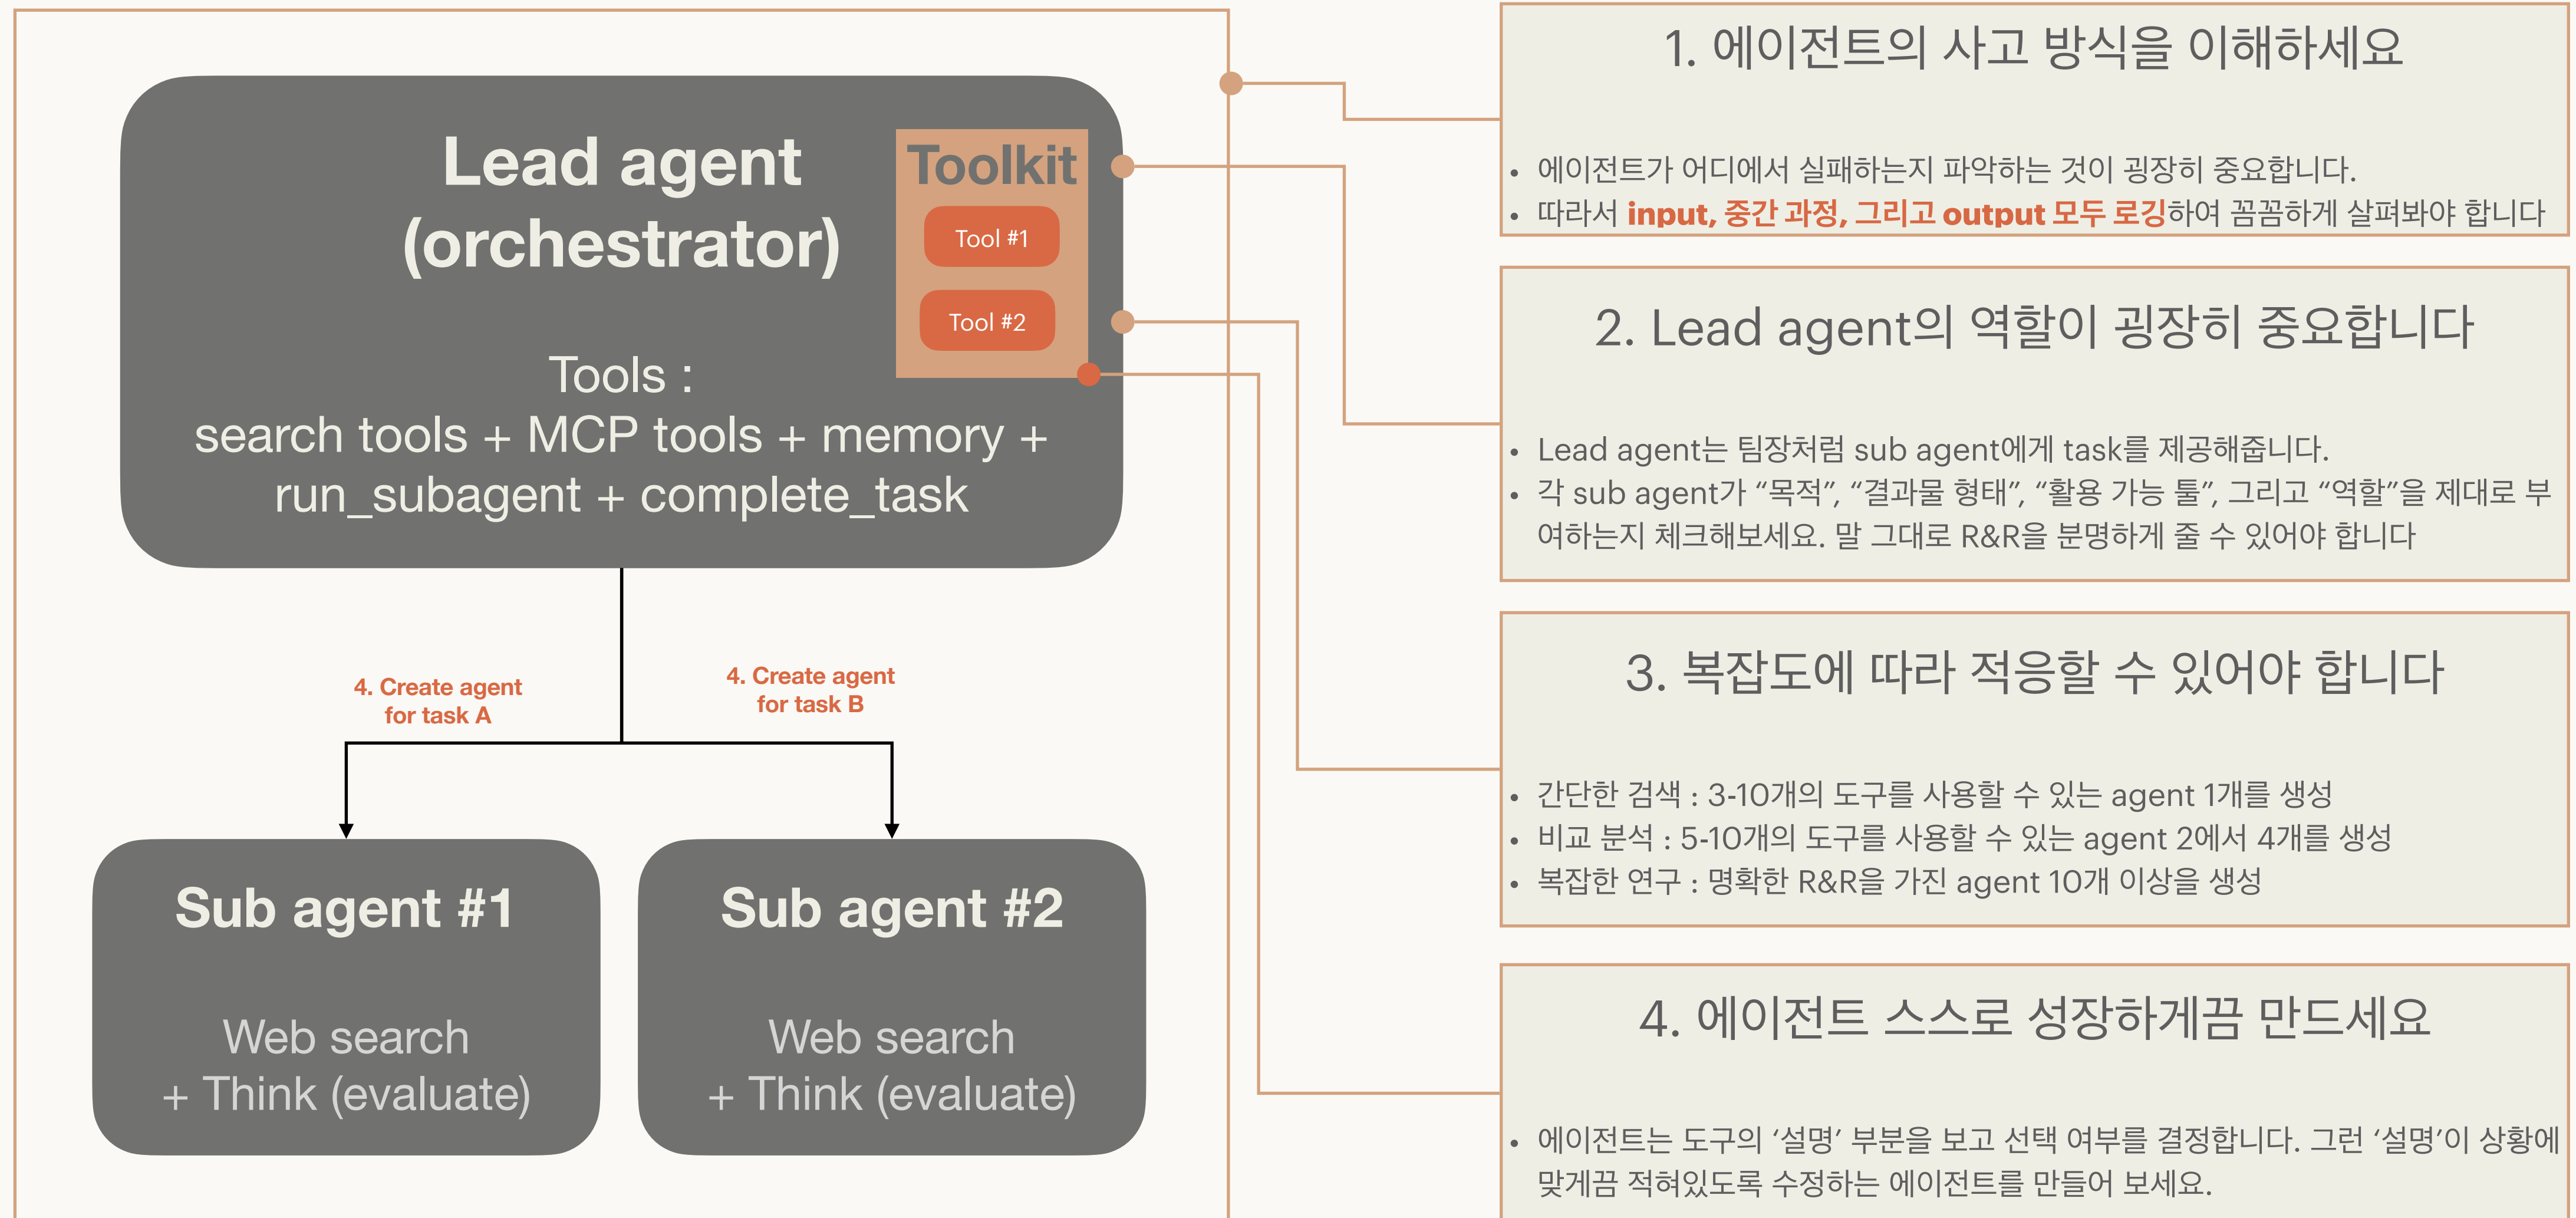 Lead agent
(orchestrator)
Toolkit
Tool #1
Tool #2
Tools :
search tools + MCP tools + memory +
run_subagent + complete_task
4. Create agent
for task A
4. Create agent
for task B
Sub agent #1
Web search
+ Think (evaluate)
Sub agent #2
Web search
+ Think (evaluate)
1. 에이전트의 사고 방식을 이해하세요
• 에이전트가 어디에서 실패하는지 파악하는 것이 굉장히 중요합니다.
• 따라서 input, 중간 과정, 그리고 output 모두 로깅하여 꼼꼼하게 살펴봐야 합니다
2. Lead agent의 역할이 굉장히 중요합니다
• Lead agent는 팀장처럼 sub agent에게 task를 제공해줍니다.
• 각 sub agent가 “목적”, “결과물 형태”, “활용 가능 툴”, 그리고 “역할”을 제대로 부
여하는지 체크해보세요. 말 그대로 R&R을 분명하게 줄 수 있어야 합니다
3. 복잡도에 따라 적응할 수 있어야 합니다
• 간단한 검색 : 3-10개의 도구를 사용할 수 있는 agent 1개를 생성
• 비교 분석 : 5-10개의 도구를 사용할 수 있는 agent 2에서 4개를 생성
• 복잡한 연구 : 명확한 R&R을 가진 agent 10개 이상을 생성
4. 에이전트 스스로 성장하게끔 만드세요
• 에이전트는 도구의 ‘설명’ 부분을 보고 선택 여부를 결정합니다. 그런 ‘설명’이 상황에
맞게끔 적혀있도록 수정하는 에이전트를 만들어 보세요.